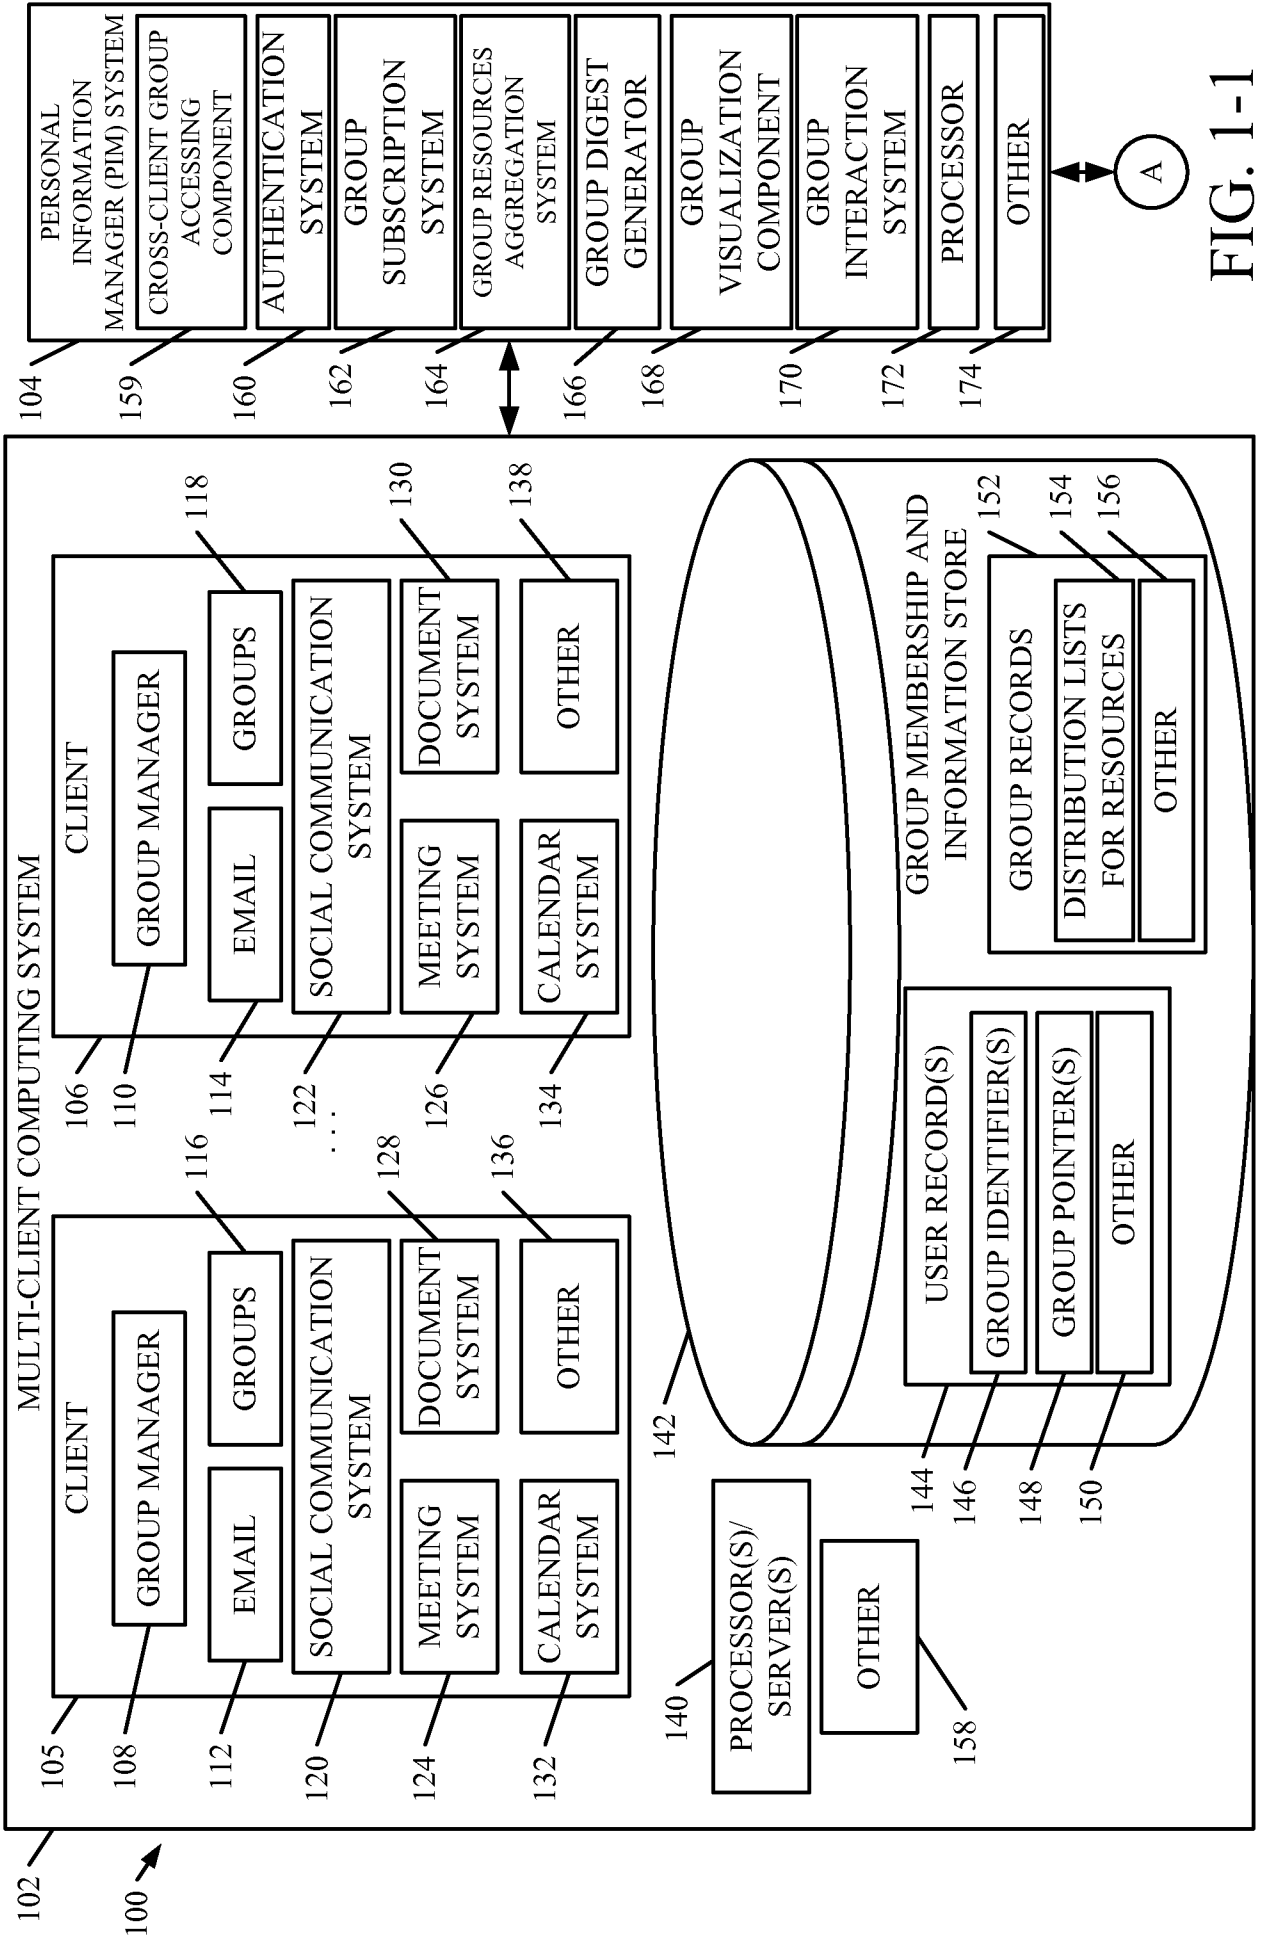 100
102
MULTI-CLIENT COMPUTING SYSTEM
105
CLIENT
108
GROUP MANAGER
112
EMAIL
GROUPS
116
120
SOCIAL COMMUNICATION
SYSTEM
124
MEETING
SYSTEM
DOCUMENT
SYSTEM
128
132
CALENDAR
SYSTEM
OTHER
136
. . .
106
CLIENT
110
GROUP MANAGER
114
EMAIL
GROUPS
118
122
SOCIAL COMMUNICATION
SYSTEM
126
MEETING
SYSTEM
DOCUMENT
SYSTEM
130
134
CALENDAR
SYSTEM
OTHER
138
140
PROCESSOR(S)/
SERVER(S)
OTHER
158
142
GROUP MEMBERSHIP AND
INFORMATION STORE
144
USER RECORD(S)
146
GROUP IDENTIFIER(S)
148
GROUP POINTER(S)
150
OTHER
152
GROUP RECORDS
154
DISTRIBUTION LISTS
FOR RESOURCES
156
OTHER
104
PERSONAL
INFORMATION
MANAGER (PIM) SYSTEM
159
CROSS-CLIENT GROUP
ACCESSING
COMPONENT
160
AUTHENTICATION
SYSTEM
162
GROUP
SUBSCRIPTION
SYSTEM
164
GROUP RESOURCES
AGGREGATION
SYSTEM
166
GROUP DIGEST
GENERATOR
168
GROUP
VISUALIZATION
COMPONENT
170
GROUP
INTERACTION
SYSTEM
172
PROCESSOR
174
OTHER
A
FIG. 1-1